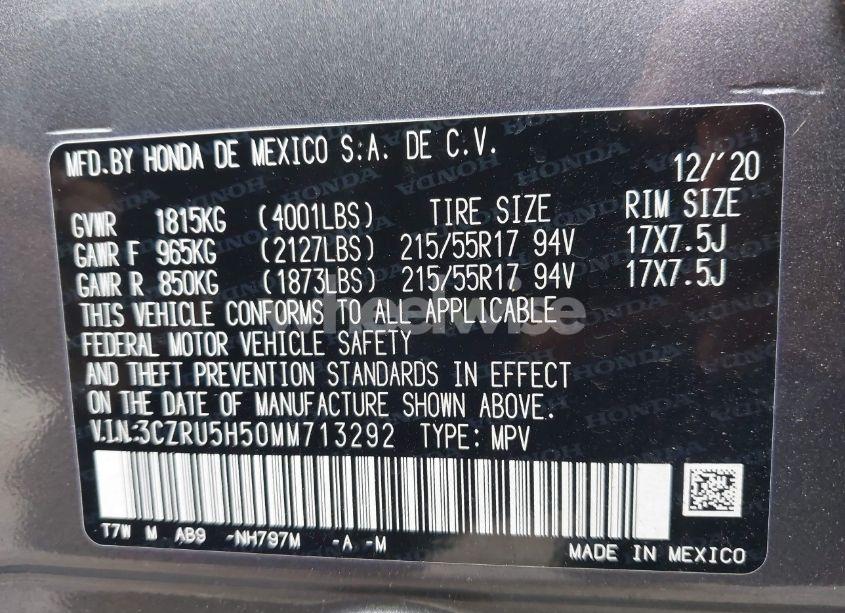 MFD.BY HONDA DE MEXICO S.A. DE C.V.
12/'20
GVWR 1815KG (4001LBS) TIRE SIZE RIM SIZE
GAWR F 965KG (2127LBS) 215/55R17 94V 17X7.5J
GAWR R 850KG (1873LBS) 215/55R17 94V 17X7.5J
THIS VEHICLE CONFORMS TO ALL APPLICABLE
wheelwise
FEDERAL MOTOR VEHICLE SAFETY
AND THEFT PREVENTION STANDARDS IN EFFECT
ON THE DATE OF MANUFACTURE SHOWN ABOVE.
V.I.N:3CZRU5H50MM713292 TYPE: MPV
T7W M AB9 -NH797M -A -M
MADE IN MEXICO